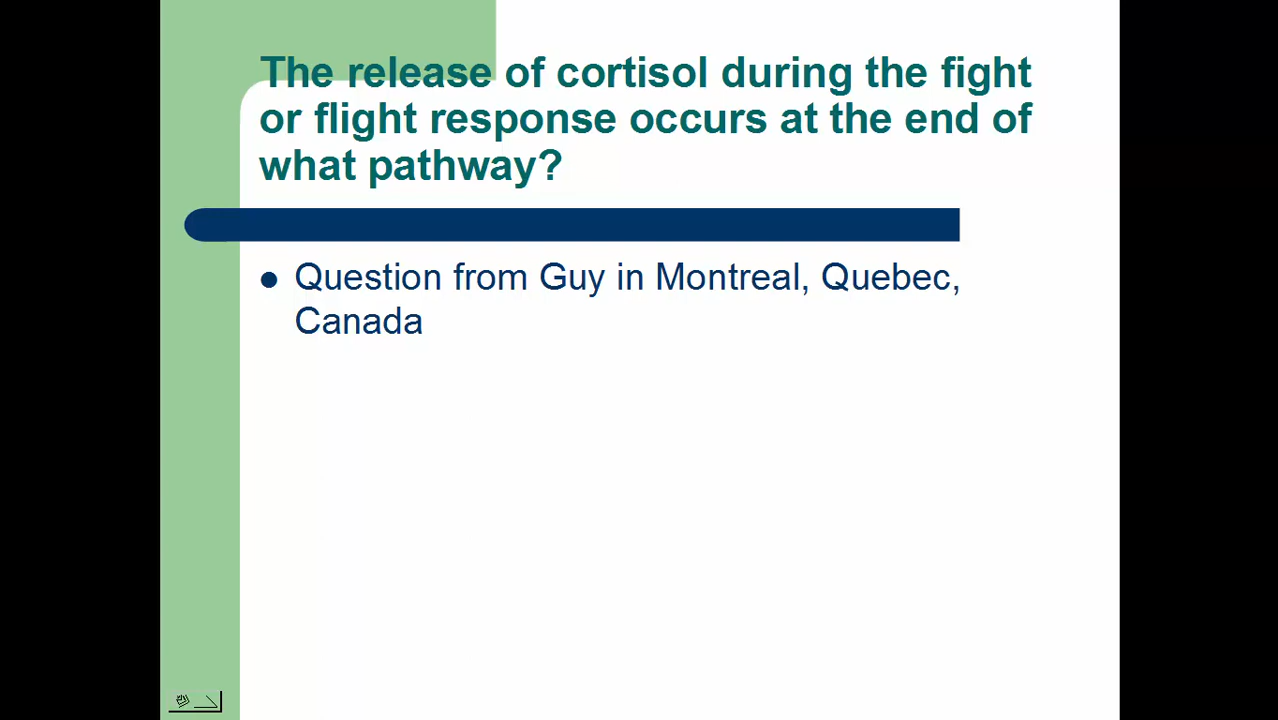 The release of cortisol during the fight
or flight response occurs at the end of
what pathway?
Question from Guy in Montreal, Quebec,
Canada